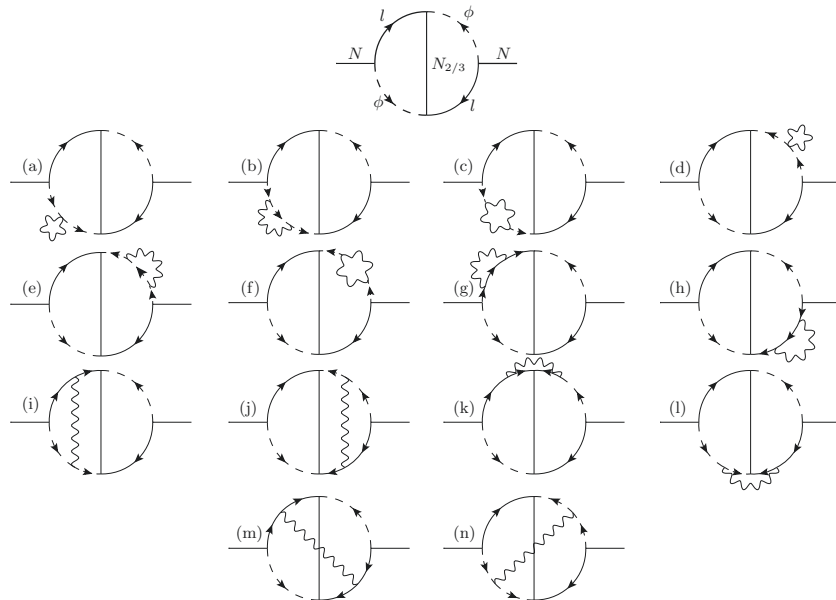 l ϕ
N N_{2/3} N
ϕ l
(a) (b) (c) (d)
(e) (f) (g) (h)
(i) (j) (k) (l)
(m) (n)